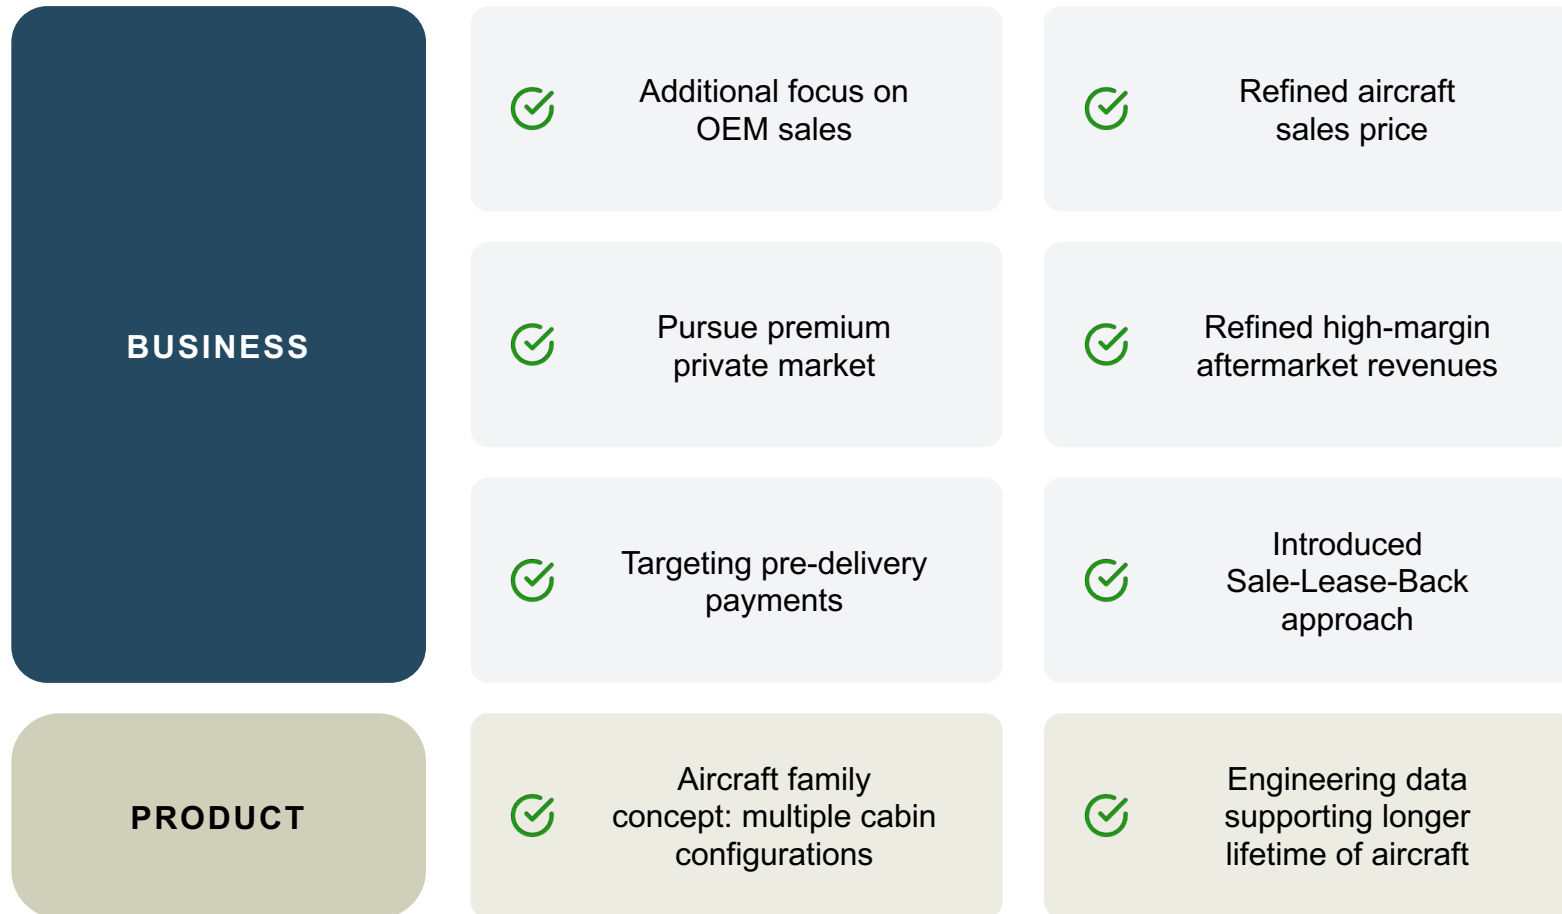 BUSINESS
Additional focus on
OEM sales
Refined aircraft
sales price
Pursue premium
private market
Refined high-margin
aftermarket revenues
Targeting pre-delivery
payments
Introduced
Sale-Lease-Back
approach
PRODUCT
Aircraft family
concept: multiple cabin
configurations
Engineering data
supporting longer
lifetime of aircraft